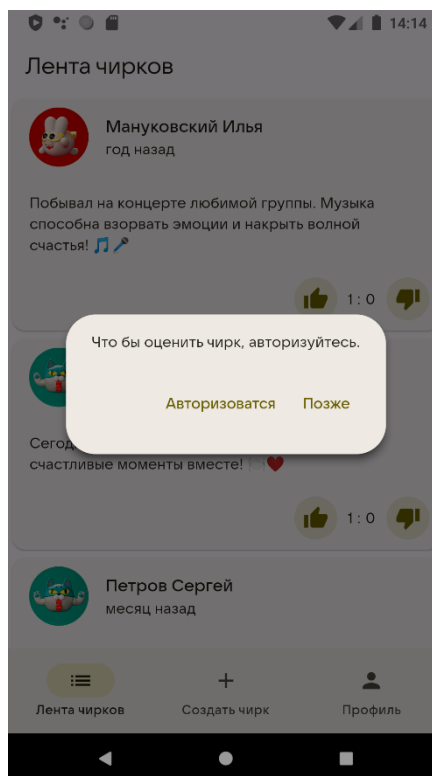 14:14
Лента чирков
Мануковский Илья
год назад
Побывал на концерте любимой группы. Музыка
способна взорвать эмоции и накрыть волной
счастья! 🎵🎤
1 : 0
Что бы оценить чирк, авторизуйтесь.
Авторизоватся Позже
Сегод
счастливые моменты вместе! 🍽️❤️
1 : 0
Петров Сергей
месяц назад
Лента чирков Создать чирк Профиль